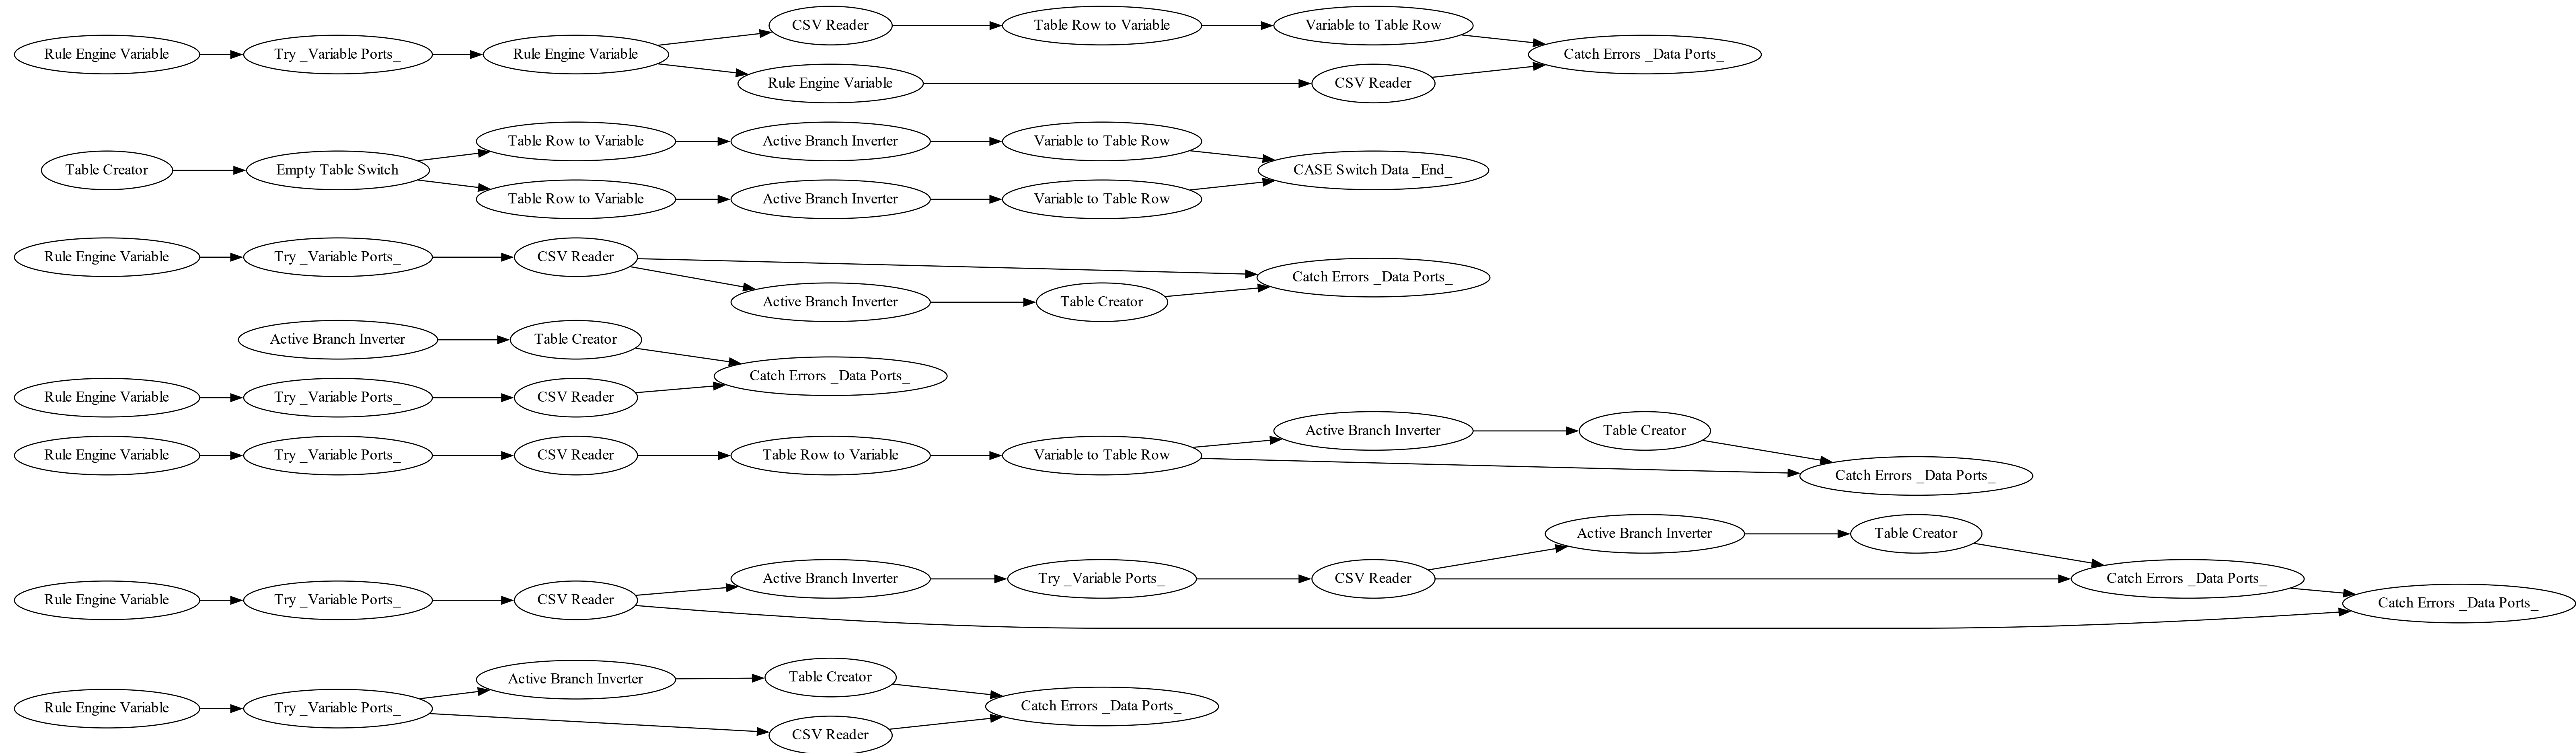 CSV Reader
Table Row to Variable
Variable to Table Row
Rule Engine Variable
Try _Variable Ports_
Rule Engine Variable
Catch Errors _Data Ports_
Rule Engine Variable
CSV Reader
Table Row to Variable
Active Branch Inverter
Variable to Table Row
Table Creator
Empty Table Switch
CASE Switch Data _End_
Table Row to Variable
Active Branch Inverter
Variable to Table Row
Rule Engine Variable
Try _Variable Ports_
CSV Reader
Catch Errors _Data Ports_
Active Branch Inverter
Table Creator
Active Branch Inverter
Table Creator
Catch Errors _Data Ports_
Rule Engine Variable
Try _Variable Ports_
CSV Reader
Active Branch Inverter
Table Creator
Rule Engine Variable
Try _Variable Ports_
CSV Reader
Table Row to Variable
Variable to Table Row
Catch Errors _Data Ports_
Active Branch Inverter
Table Creator
Active Branch Inverter
Try _Variable Ports_
CSV Reader
Catch Errors _Data Ports_
Rule Engine Variable
Try _Variable Ports_
CSV Reader
Catch Errors _Data Ports_
Active Branch Inverter
Table Creator
Rule Engine Variable
Try _Variable Ports_
Catch Errors _Data Ports_
CSV Reader